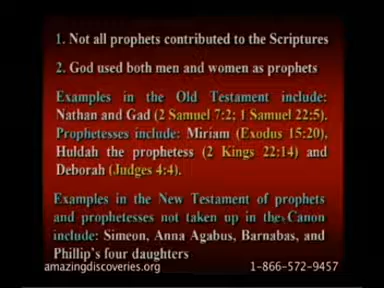 1. Not all prophets contributed to the Scriptures
2. God used both men and women as prophets
Examples in the Old Testament include:
Nathan and Gad (2 Samuel 7:2; 1 Samuel 22:5).
Prophetesses include: Miriam (Exodus 15:20),
Huldah the prophetess (2 Kings 22:14) and
Deborah (Judges 4:4).
Examples in the New Testament of prophets
and prophetesses not taken up in the Canon
include: Simeon, Anna Agabus, Barnabas, and
Phillip's four daughters
amazingdiscoveries.org 1-866-572-9457